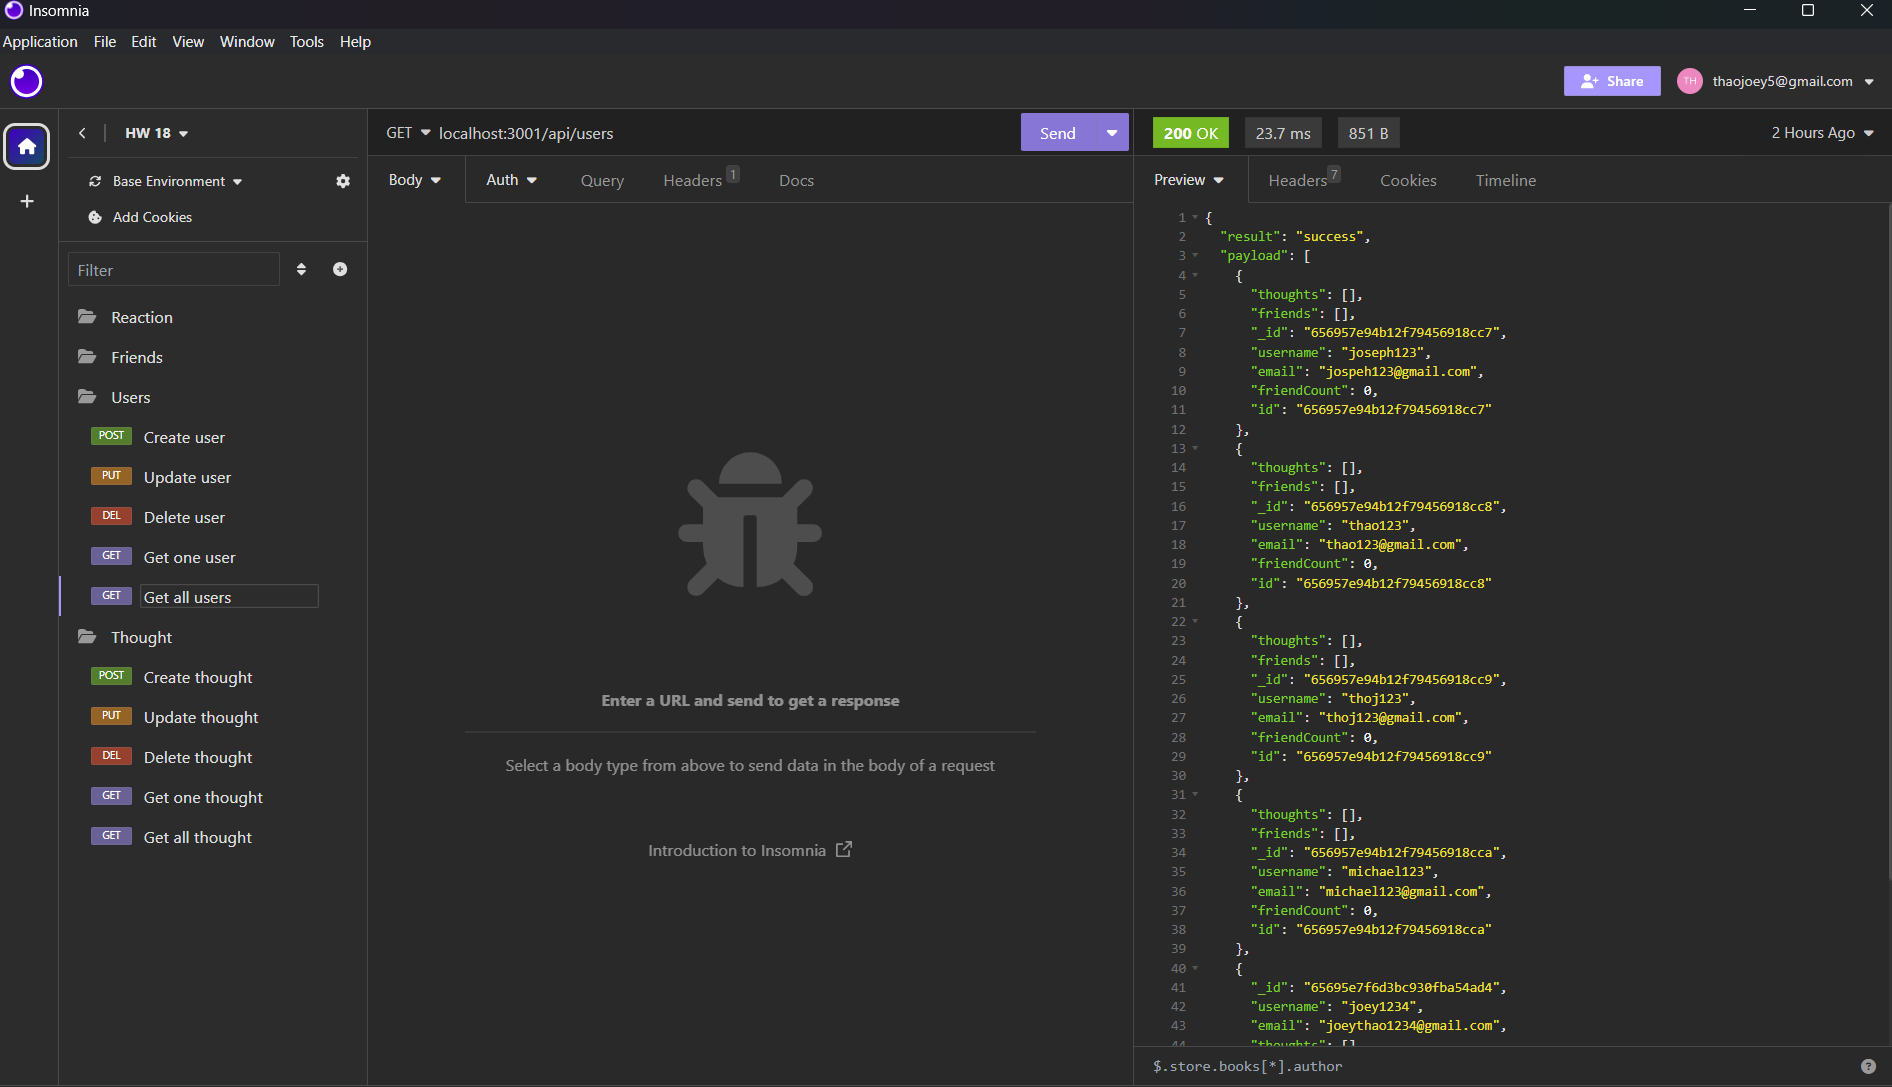 Insomnia
Application File Edit View Window Tools Help
Share TH thaojoey5@gmail.com
HW 18
Base Environment
Add Cookies
Filter
Reaction
Friends
Users
POST Create user
PUT Update user
DEL Delete user
GET Get one user
GET Get all users
Thought
POST Create thought
PUT Update thought
DEL Delete thought
GET Get one thought
GET Get all thought
GET localhost:3001/api/users Send
Body Auth Query Headers 1 Docs
Enter a URL and send to get a response
Select a body type from above to send data in the body of a request
Introduction to Insomnia
200 OK 23.7 ms 851 B 2 Hours Ago
Preview Headers 7 Cookies Timeline
1 {
2 "result": "success",
3 "payload": [
4 {
5 "thoughts": [],
6 "friends": [],
7 "_id": "656957e94b12f79456918cc7",
8 "username": "joseph123",
9 "email": "jospeh123@gmail.com",
10 "friendCount": 0,
11 "id": "656957e94b12f79456918cc7"
12 },
13 {
14 "thoughts": [],
15 "friends": [],
16 "_id": "656957e94b12f79456918cc8",
17 "username": "thao123",
18 "email": "thao123@gmail.com",
19 "friendCount": 0,
20 "id": "656957e94b12f79456918cc8"
21 },
22 {
23 "thoughts": [],
24 "friends": [],
25 "_id": "656957e94b12f79456918cc9",
26 "username": "thoj123",
27 "email": "thoj123@gmail.com",
28 "friendCount": 0,
29 "id": "656957e94b12f79456918cc9"
30 },
31 {
32 "thoughts": [],
33 "friends": [],
34 "_id": "656957e94b12f79456918cca",
35 "username": "michael123",
36 "email": "michael123@gmail.com",
37 "friendCount": 0,
38 "id": "656957e94b12f79456918cca"
39 },
40 {
41 "_id": "65695e7f6d3bc930fba54ad4",
42 "username": "joey1234",
43 "email": "joeythao1234@gmail.com",
44 "thoughts": []
$.store.books[*].author